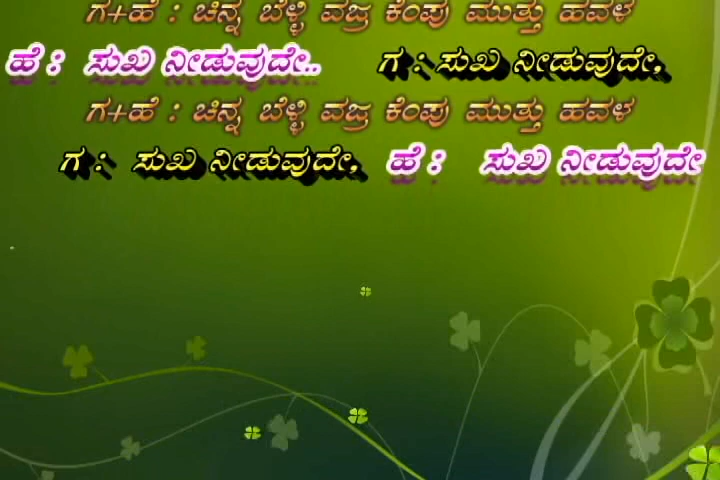 ಗ+ಹೆ : ಚಿನ್ನ ಬೆಳ್ಳಿ ವಜ್ರ ಕೆಂಪು ಮುತ್ತು ಹವಳ
ಹೆ : ಸುಖ ನೀಡುವುದೇ.. ಗ : ಸುಖ ನೀಡುವುದೇ,
ಗ+ಹೆ : ಚಿನ್ನ ಬೆಳ್ಳಿ ವಜ್ರ ಕೆಂಪು ಮುತ್ತು ಹವಳ
ಗ : ಸುಖ ನೀಡುವುದೇ, ಹೆ : ಸುಖ ನೀಡುವುದೇ